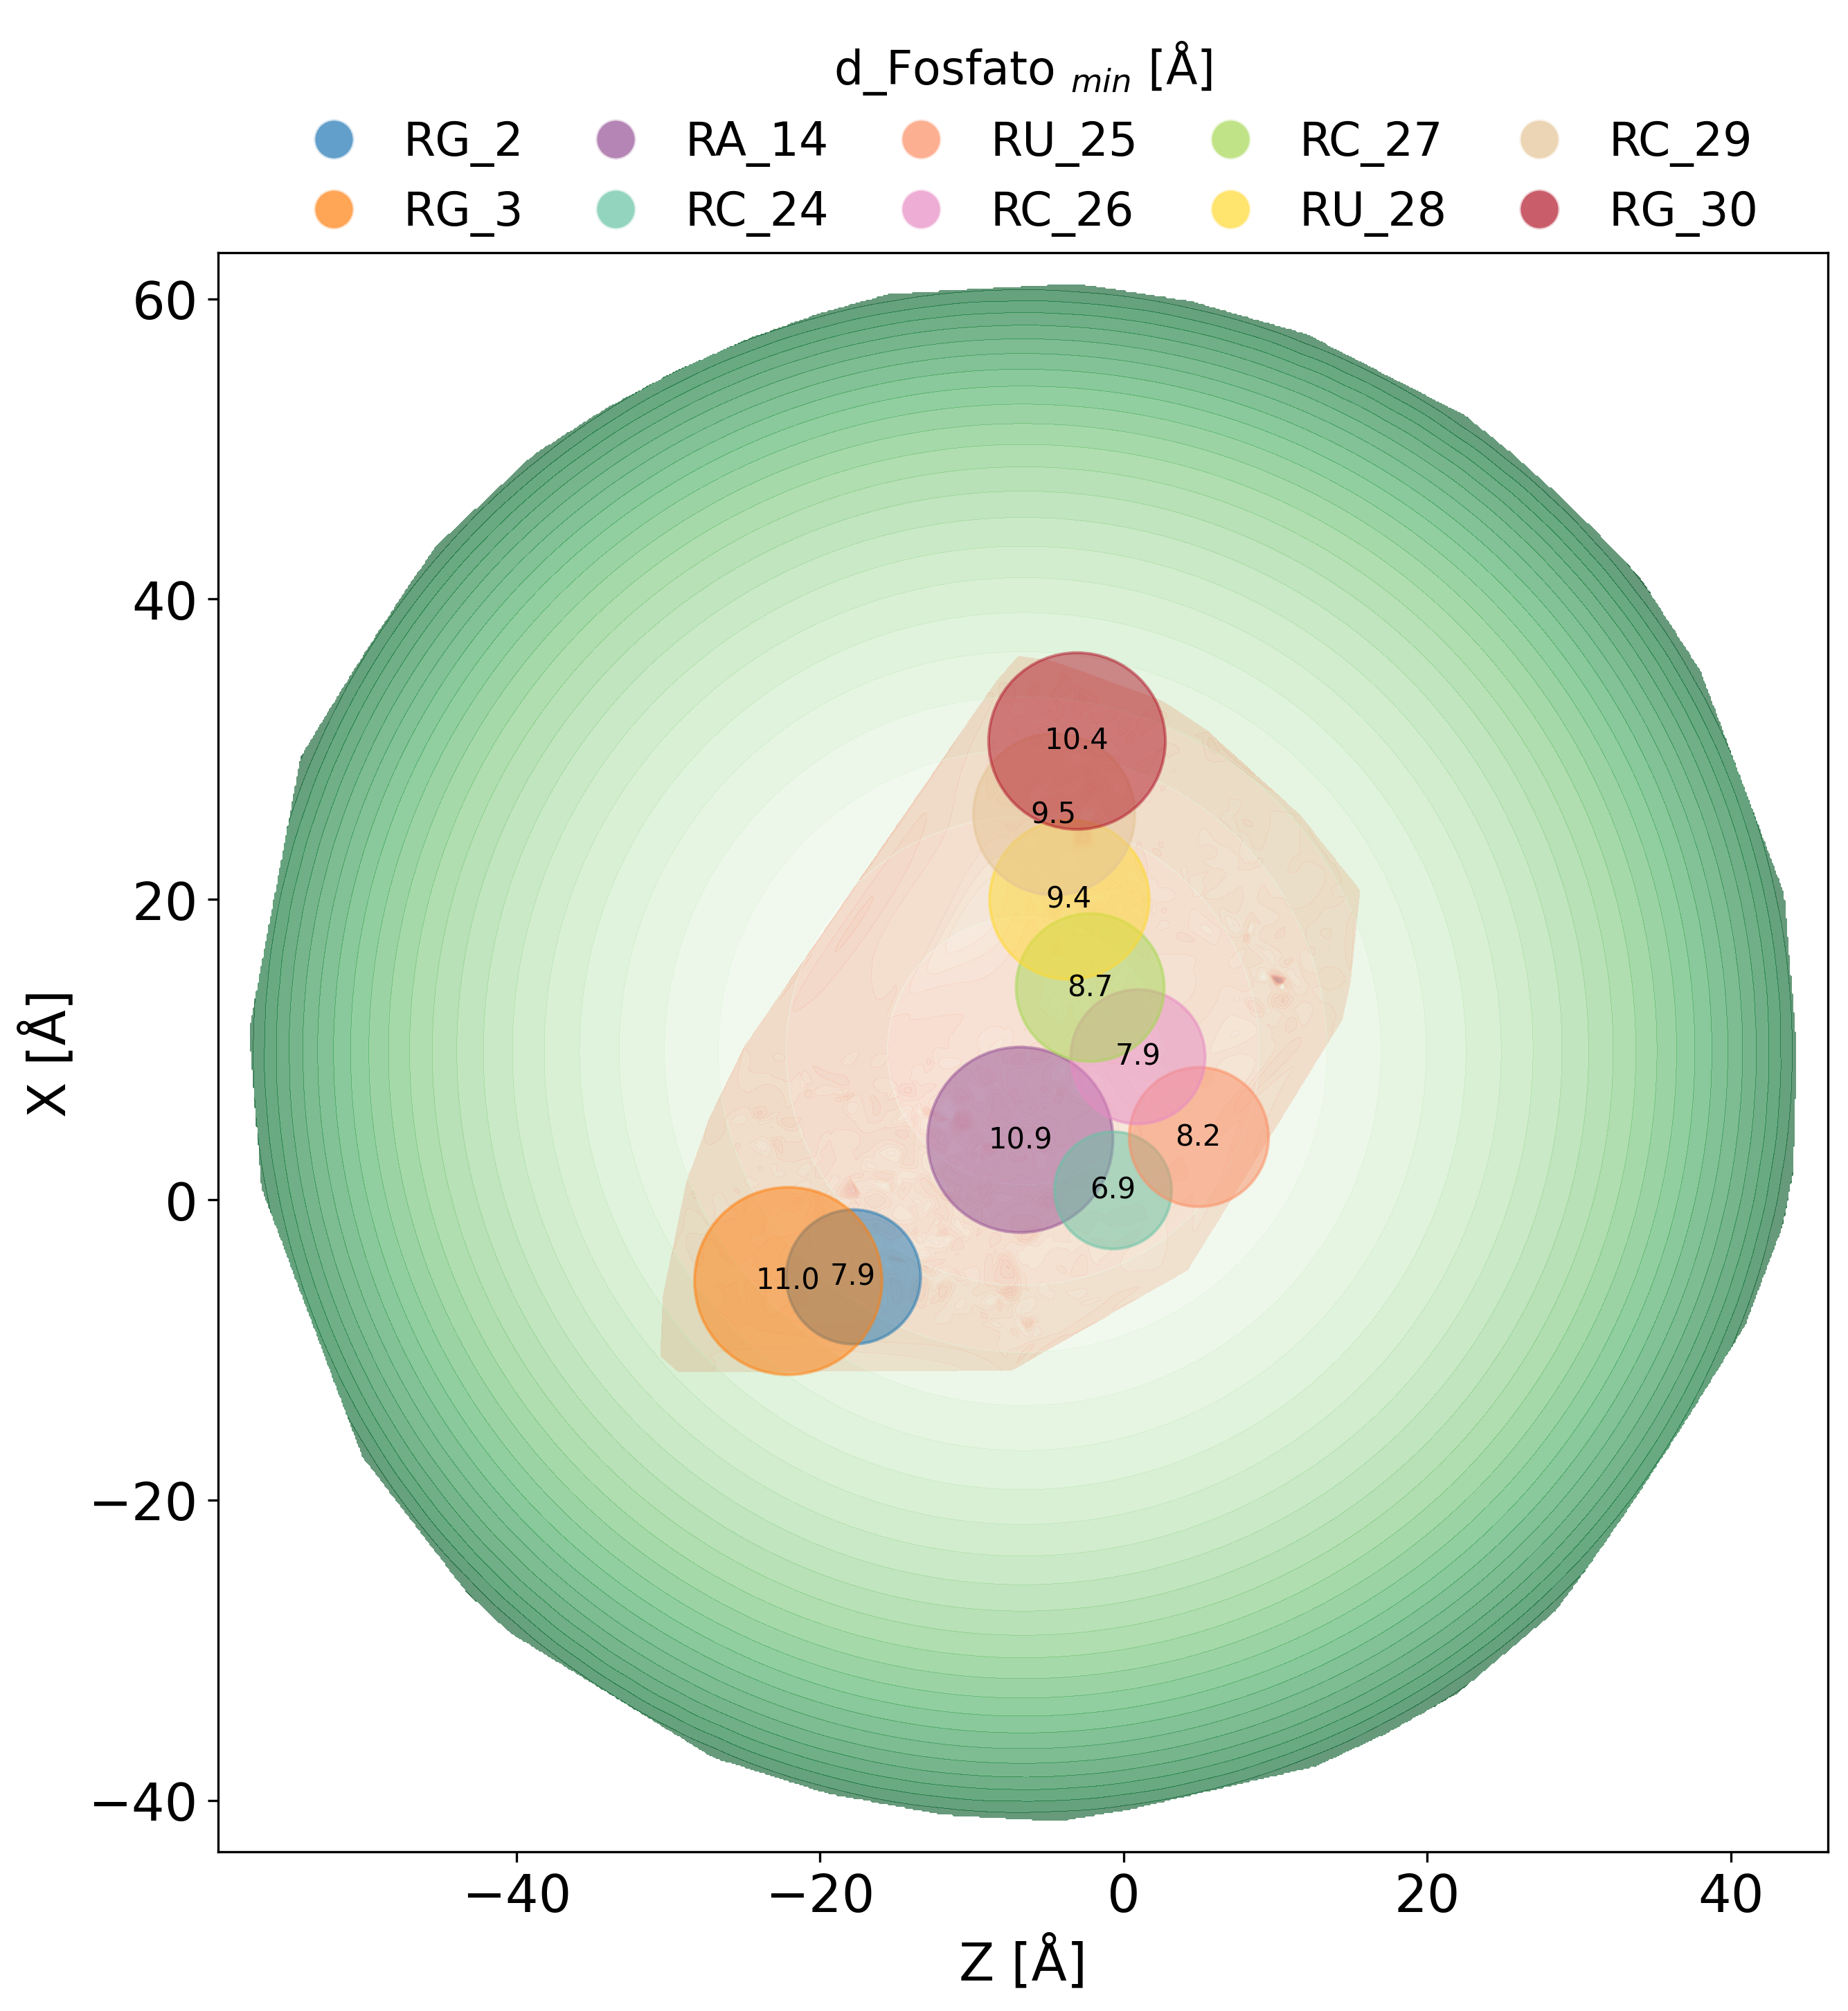 d_Fosfato min [Å]
RG_2 RA_14 RU_25 RC_27 RC_29
RG_3 RC_24 RC_26 RU_28 RG_30
60
40
20
0
−20
−40
X [Å]
10.4
9.5
9.4
8.7
7.9
10.9
8.2
6.9
11.0 7.9
−40 −20 0 20 40
Z [Å]